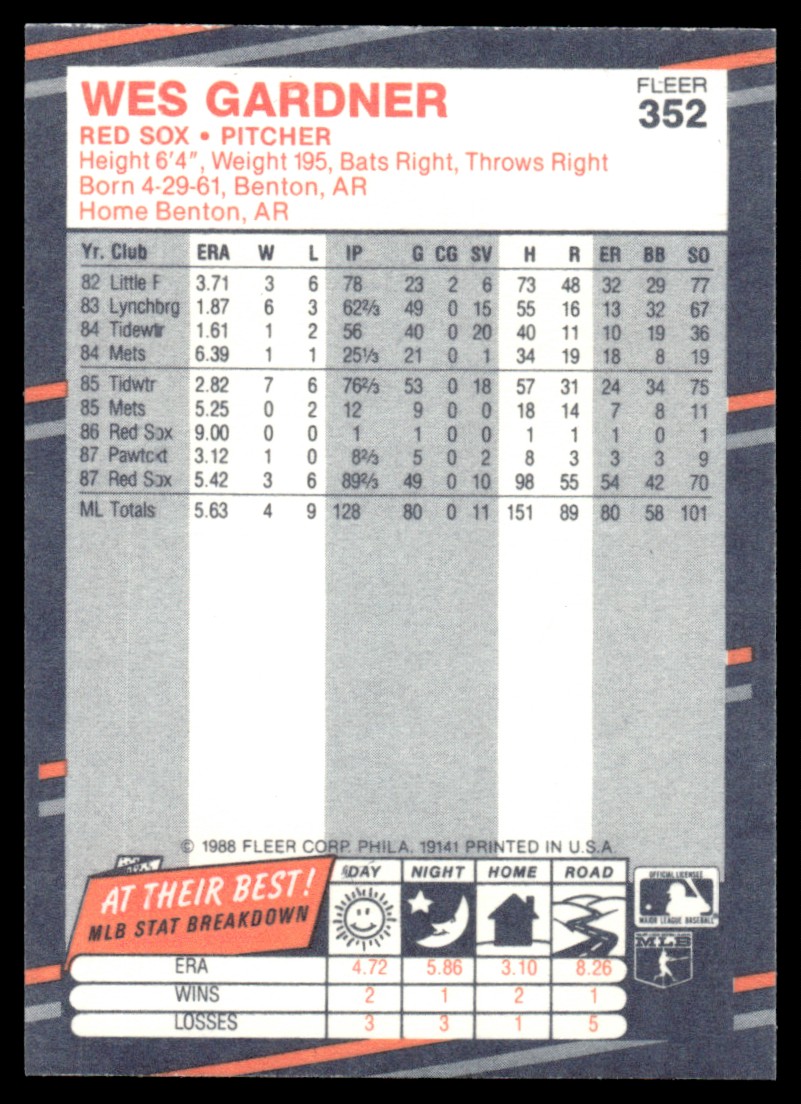 WES GARDNER
FLEER
352
RED SOX • PITCHER
Height 6'4", Weight 195, Bats Right, Throws Right
Born 4-29-61, Benton, AR
Home Benton, AR
Yr. Club ERA W L IP G CG SV H R ER BB SO
82 Little F 3.71 3 6 78 23 2 6 73 48 32 29 77
83 Lynchbrg 1.87 6 3 62⅔ 49 0 15 55 16 13 32 67
84 Tidewtr 1.61 1 2 56 40 0 20 40 11 10 19 36
84 Mets 6.39 1 1 25⅓ 21 0 1 34 19 18 8 19
85 Tidwtr 2.82 7 6 76⅔ 53 0 18 57 31 24 34 75
85 Mets 5.25 0 2 12 9 0 0 18 14 7 8 11
86 Red Sox 9.00 0 0 1 1 0 0 1 1 1 0 1
87 Pawtckt 3.12 1 0 8⅔ 5 0 2 8 3 3 3 9
87 Red Sox 5.42 3 6 89⅔ 49 0 10 98 55 54 42 70
ML Totals 5.63 4 9 128 80 0 11 151 89 80 58 101
© 1988 FLEER CORP. PHILA. 19141 PRINTED IN U.S.A.
AT THEIR BEST!
MLB STAT BREAKDOWN
DAY NIGHT HOME ROAD
ERA 4.72 5.86 3.10 8.26
WINS 2 1 2 1
LOSSES 3 3 1 5
OFFICIAL LICENSEE
MAJOR LEAGUE BASEBALL
MLB